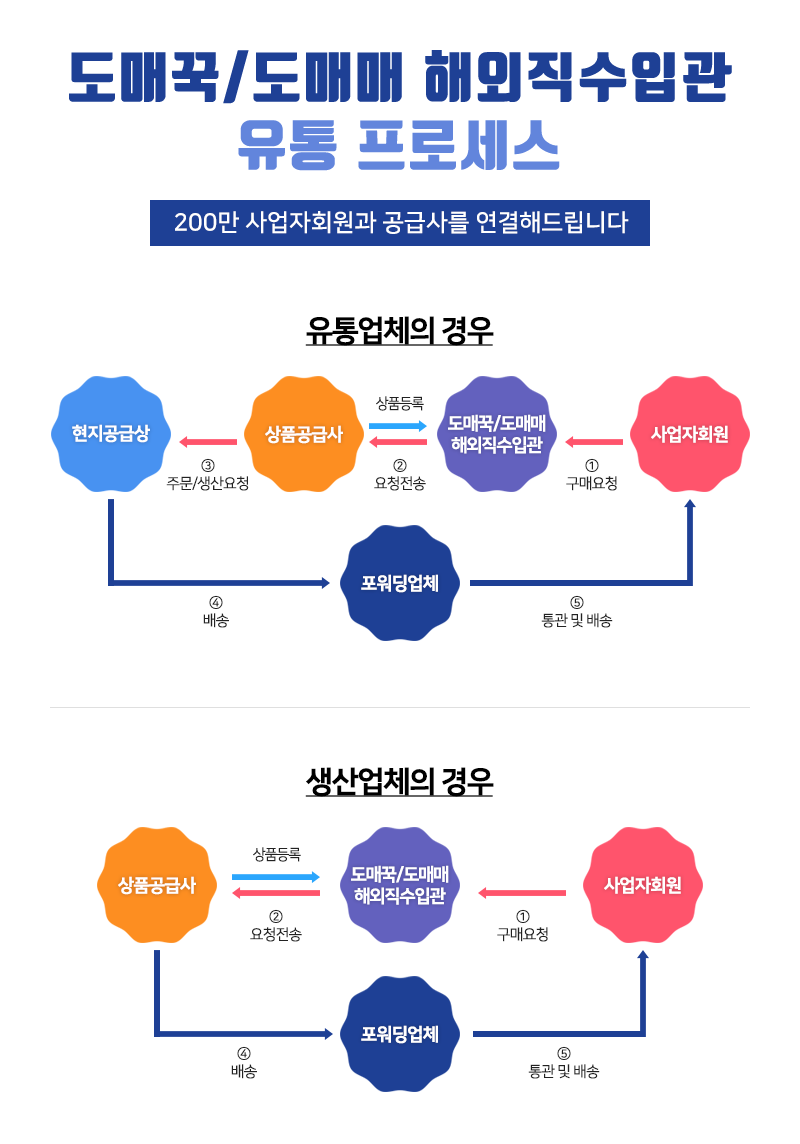 도매꾹/도매매 해외직수입관
유통 프로세스
200만 사업자회원과 공급사를 연결해드립니다
유통업체의 경우
현지공급상
상품공급사
상품등록
도매꾹/도매매
해외직수입관
사업자회원
③
주문/생산요청
②
요청전송
①
구매요청
포워딩업체
④
배송
⑤
통관 및 배송
생산업체의 경우
상품공급사
상품등록
도매꾹/도매매
해외직수입관
사업자회원
②
요청전송
①
구매요청
포워딩업체
④
배송
⑤
통관 및 배송